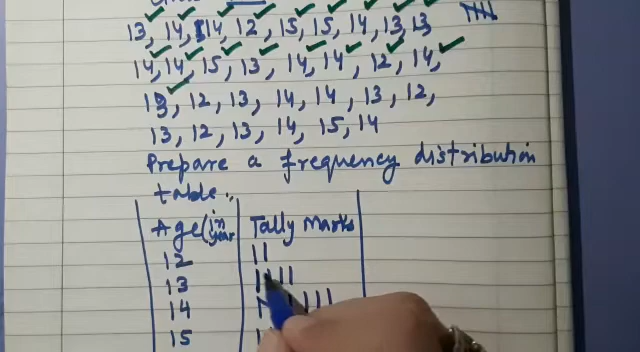 13, 14, 14, 12, 15, 15, 14, 13, 13,
14, 14, 15, 13, 14, 14, 12, 14,
13, 12, 13, 14, 14, 13, 12,
13, 12, 13, 14, 15, 14
Prepare a frequency distribution
table.
Age (in year Tally Marks
12 ||
13 ||||
14
15